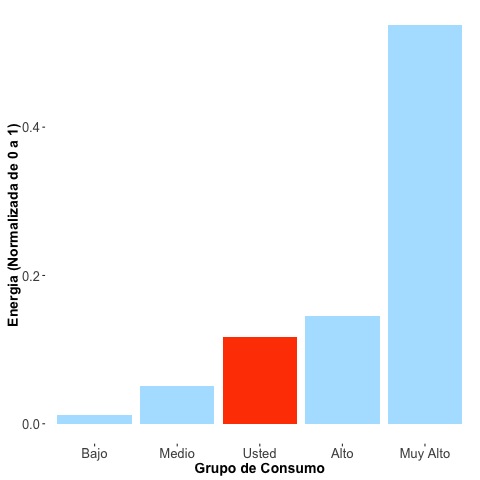 Energia (Normalizada de 0 a 1)
0.4
0.2
0.0
Bajo Medio Usted Alto Muy Alto
Grupo de Consumo